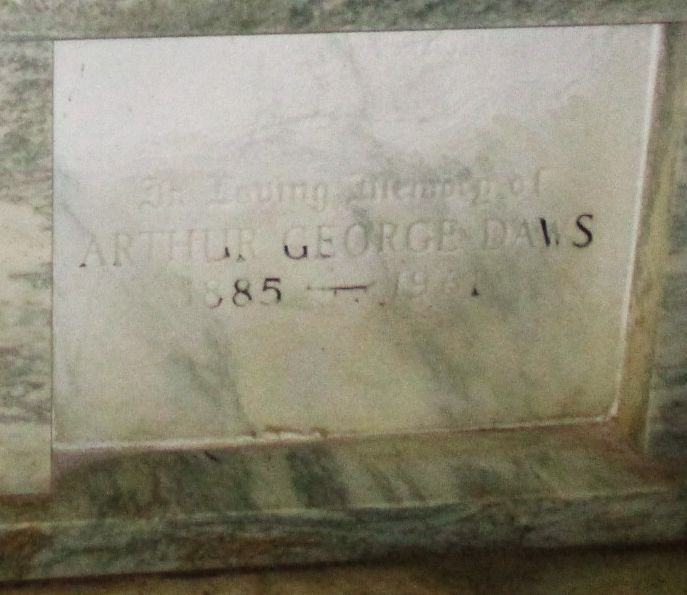 In Loving Memory of
ARTHUR GEORGE DAWS
1885 —